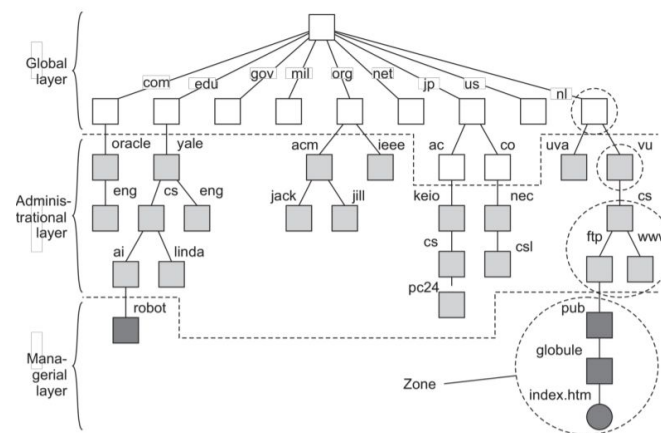 Global
layer
com edu gov mil org net jp us nl
oracle yale acm ieee ac co uva vu
Adminis-
trational
layer
eng cs eng jack jill keio nec cs
ai linda cs csl ftp www
pc24
robot pub
Mana-
gerial
layer
globule
Zone
index.htm